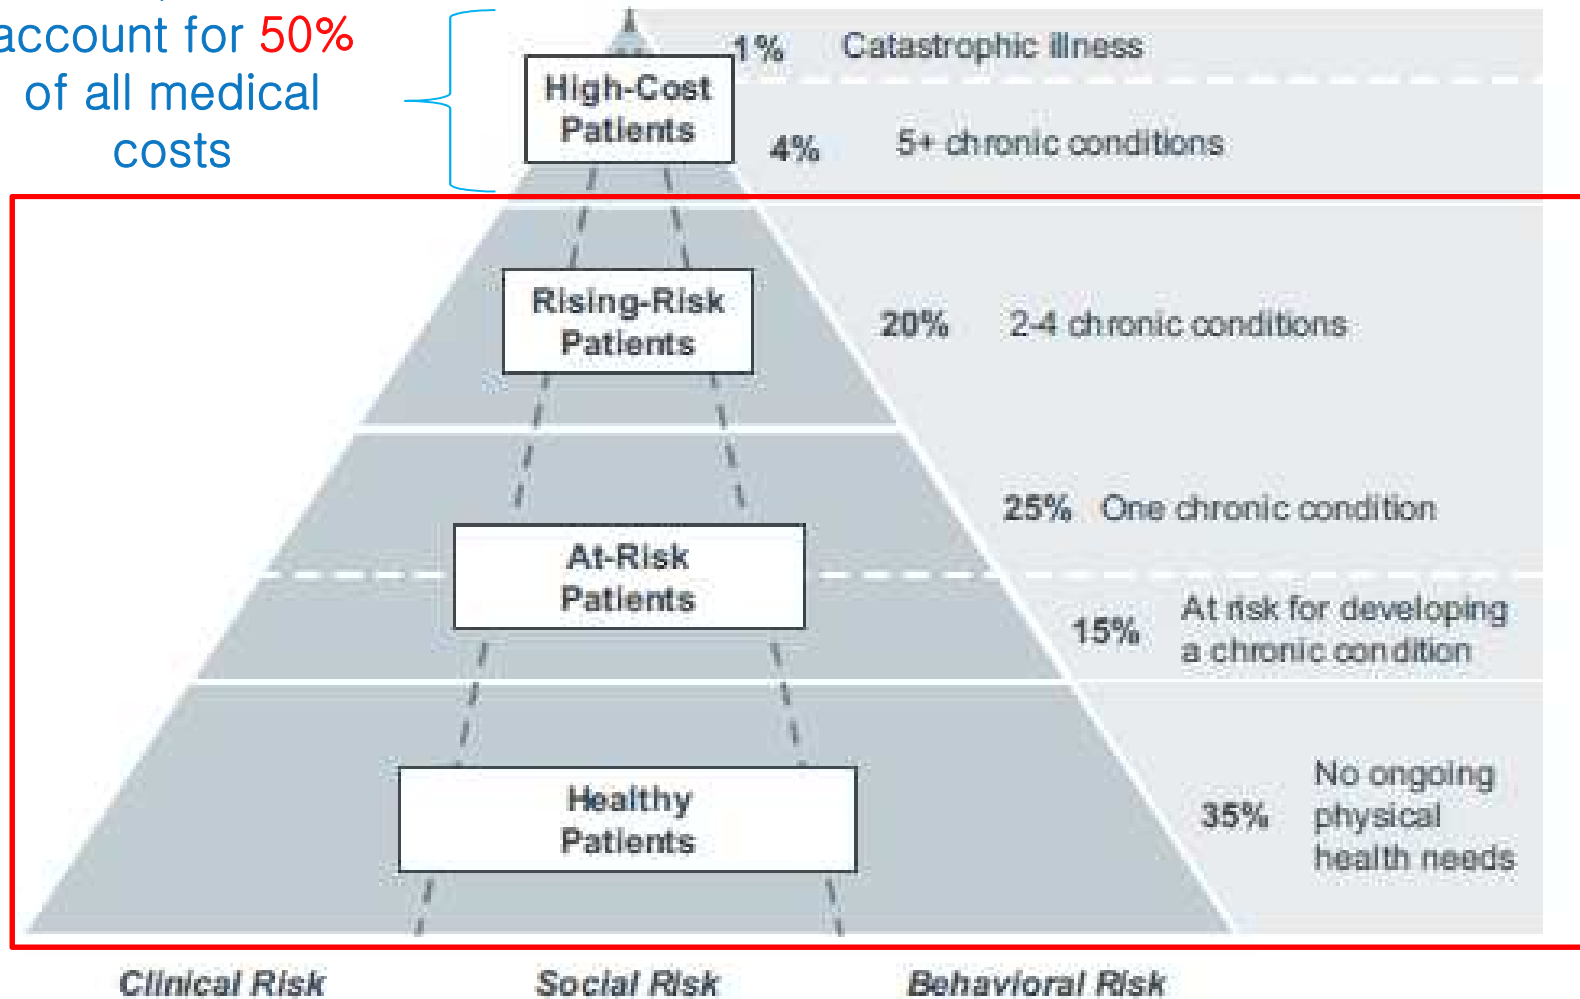 account for 50%
of all medical
costs
High-Cost
Patients
1% Catastrophic illness
4% 5+ chronic conditions
Rising-Risk
Patients
20% 2-4 chronic conditions
25% One chronic condition
At-Risk
Patients
15% At risk for developing
a chronic condition
Healthy
Patients
35% No ongoing
physical
health needs
Clinical Risk Social Risk Behavioral Risk